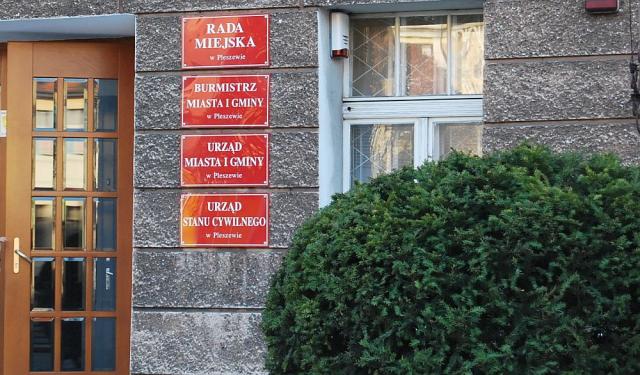 RADA
MIEJSKA
w Pleszewie
BURMISTRZ
MIASTA I GMINY
w Pleszewie
URZĄD
MIASTA I GMINY
w Pleszewie
URZĄD
STANU CYWILNEGO
w Pleszewie